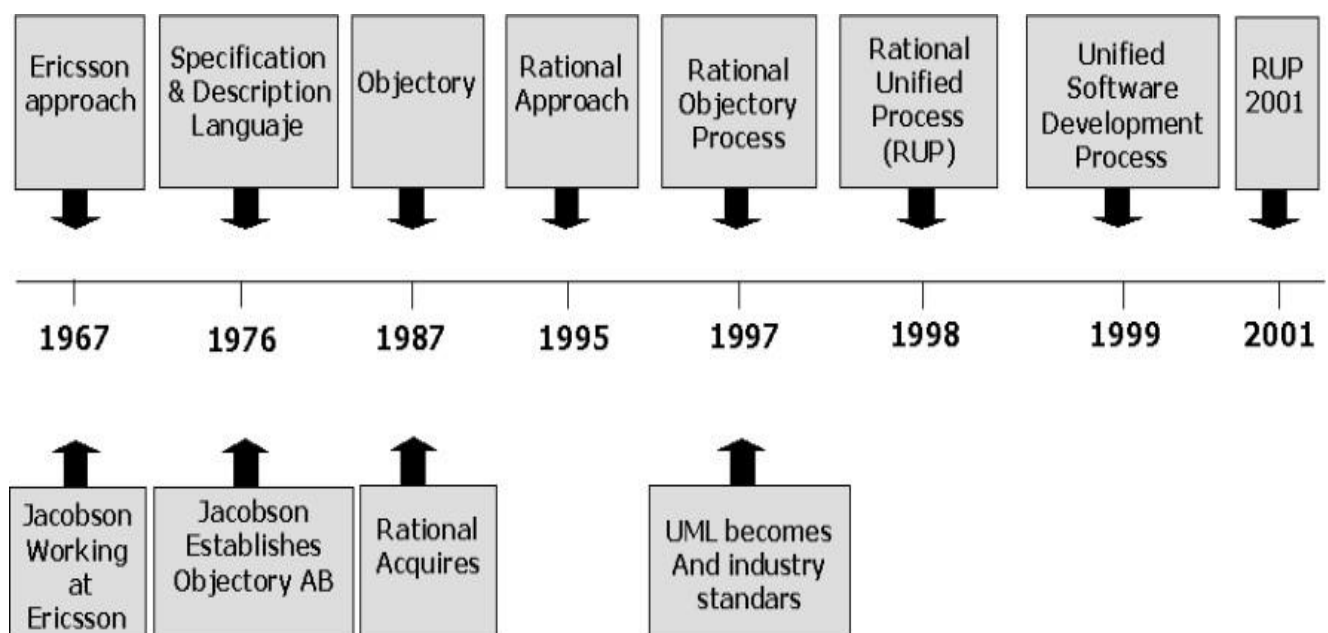 Ericsson
approach
Specification
& Description
Languaje
Objectory
Rational
Approach
Rational
Objectory
Process
Rational
Unified
Process
(RUP)
Unified
Software
Development
Process
RUP
2001
1967
1976
1987
1995
1997
1998
1999
2001
Jacobson
Working
at
Ericsson
Jacobson
Establishes
Objectory AB
Rational
Acquires
UML becomes
And industry
standars